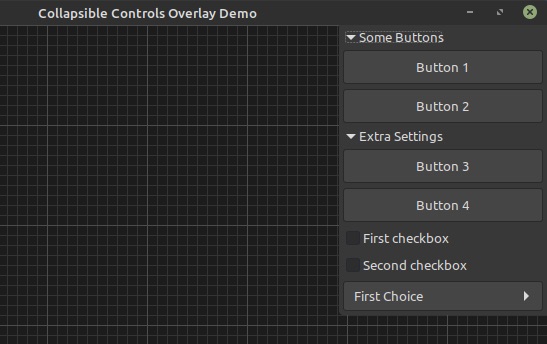 Collapsible Controls Overlay Demo
Some Buttons
Button 1
Button 2
Extra Settings
Button 3
Button 4
First checkbox
Second checkbox
First Choice